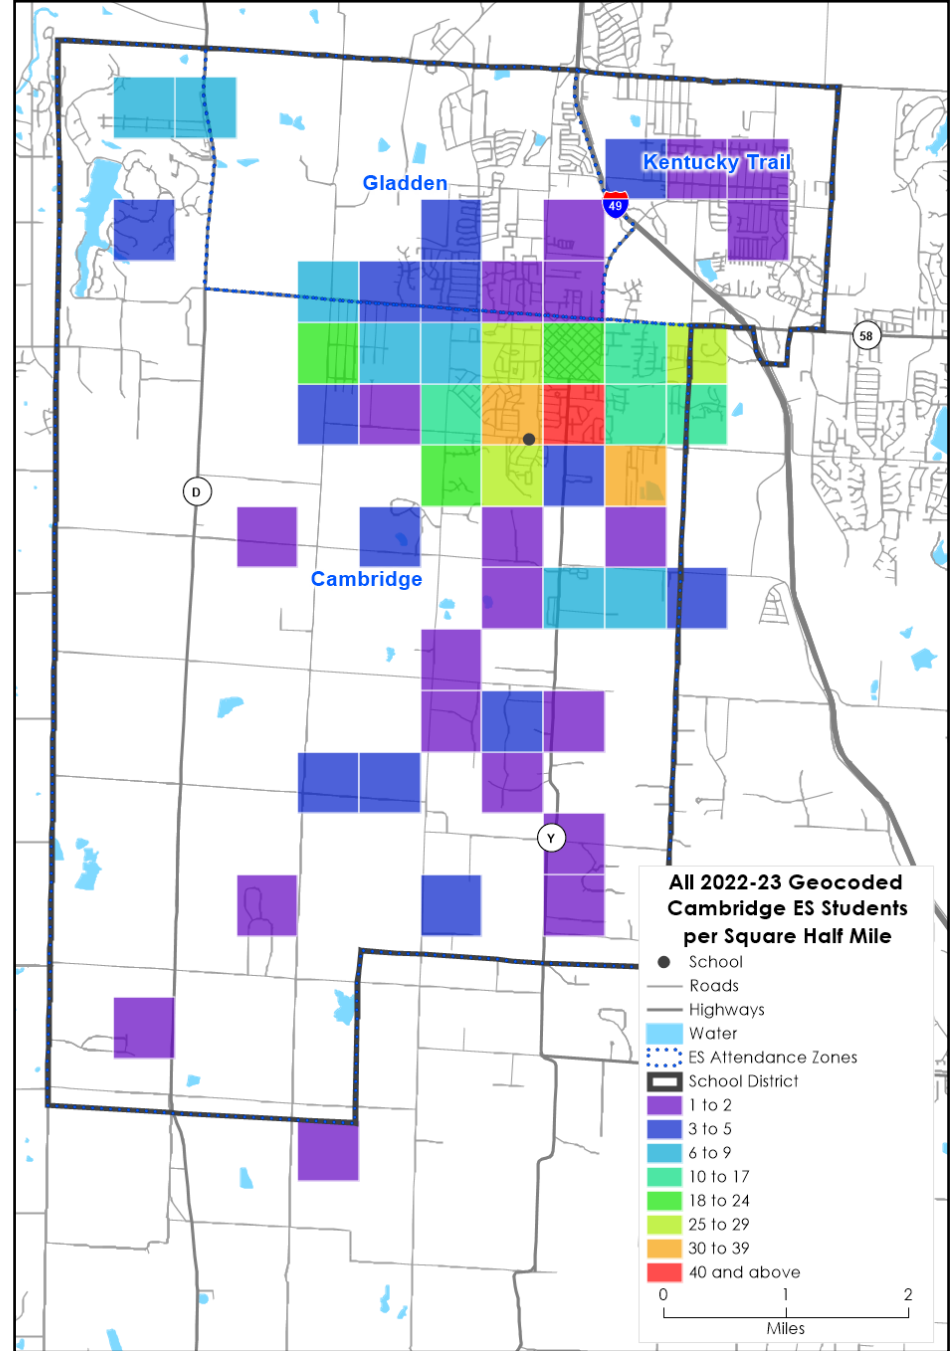 Kentucky Trail
Gladden
49
58
D
Cambridge
Y
All 2022-23 Geocoded
Cambridge ES Students
per Square Half Mile
School
Roads
Highways
Water
ES Attendance Zones
School District
1 to 2
3 to 5
6 to 9
10 to 17
18 to 24
25 to 29
30 to 39
40 and above
0 1 2
Miles